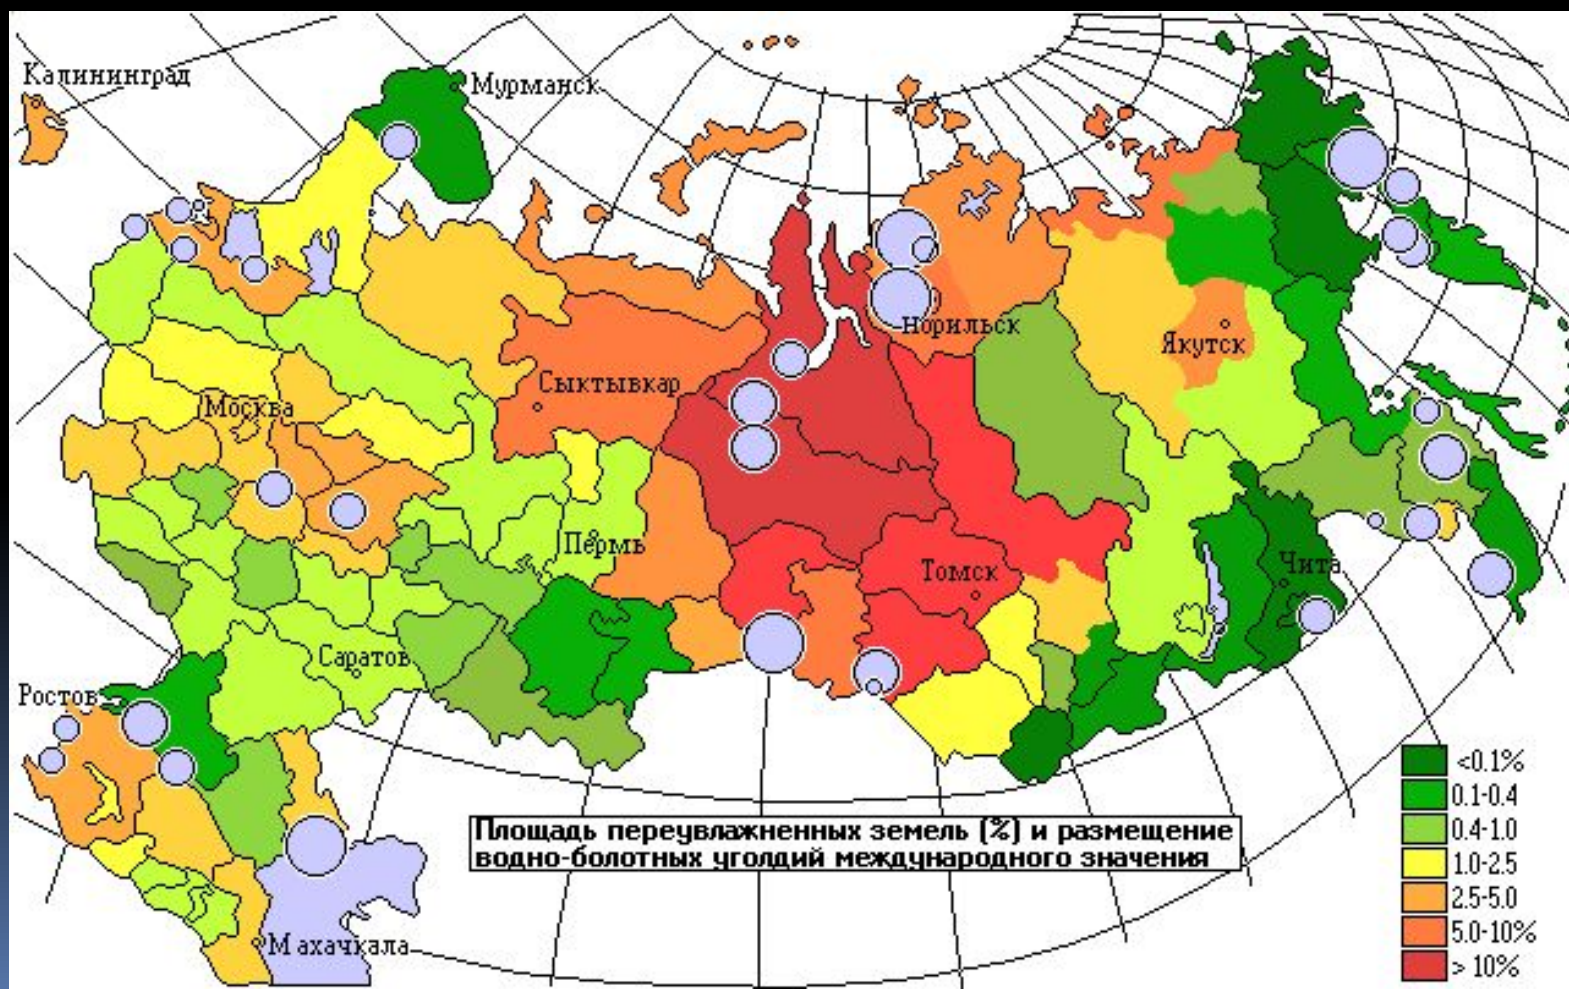 Калининград
Мурманск
Норильск
Якутск
Сыктывкар
Москва
Пермь
Томск
Чита
Саратов
Ростов
Махачкала
Площадь переувлажненных земель (%) и размещение
водно-болотных уголдий международного значения
<0.1%
0.1-0.4
0.4-1.0
1.0-2.5
2.5-5.0
5.0-10%
> 10%